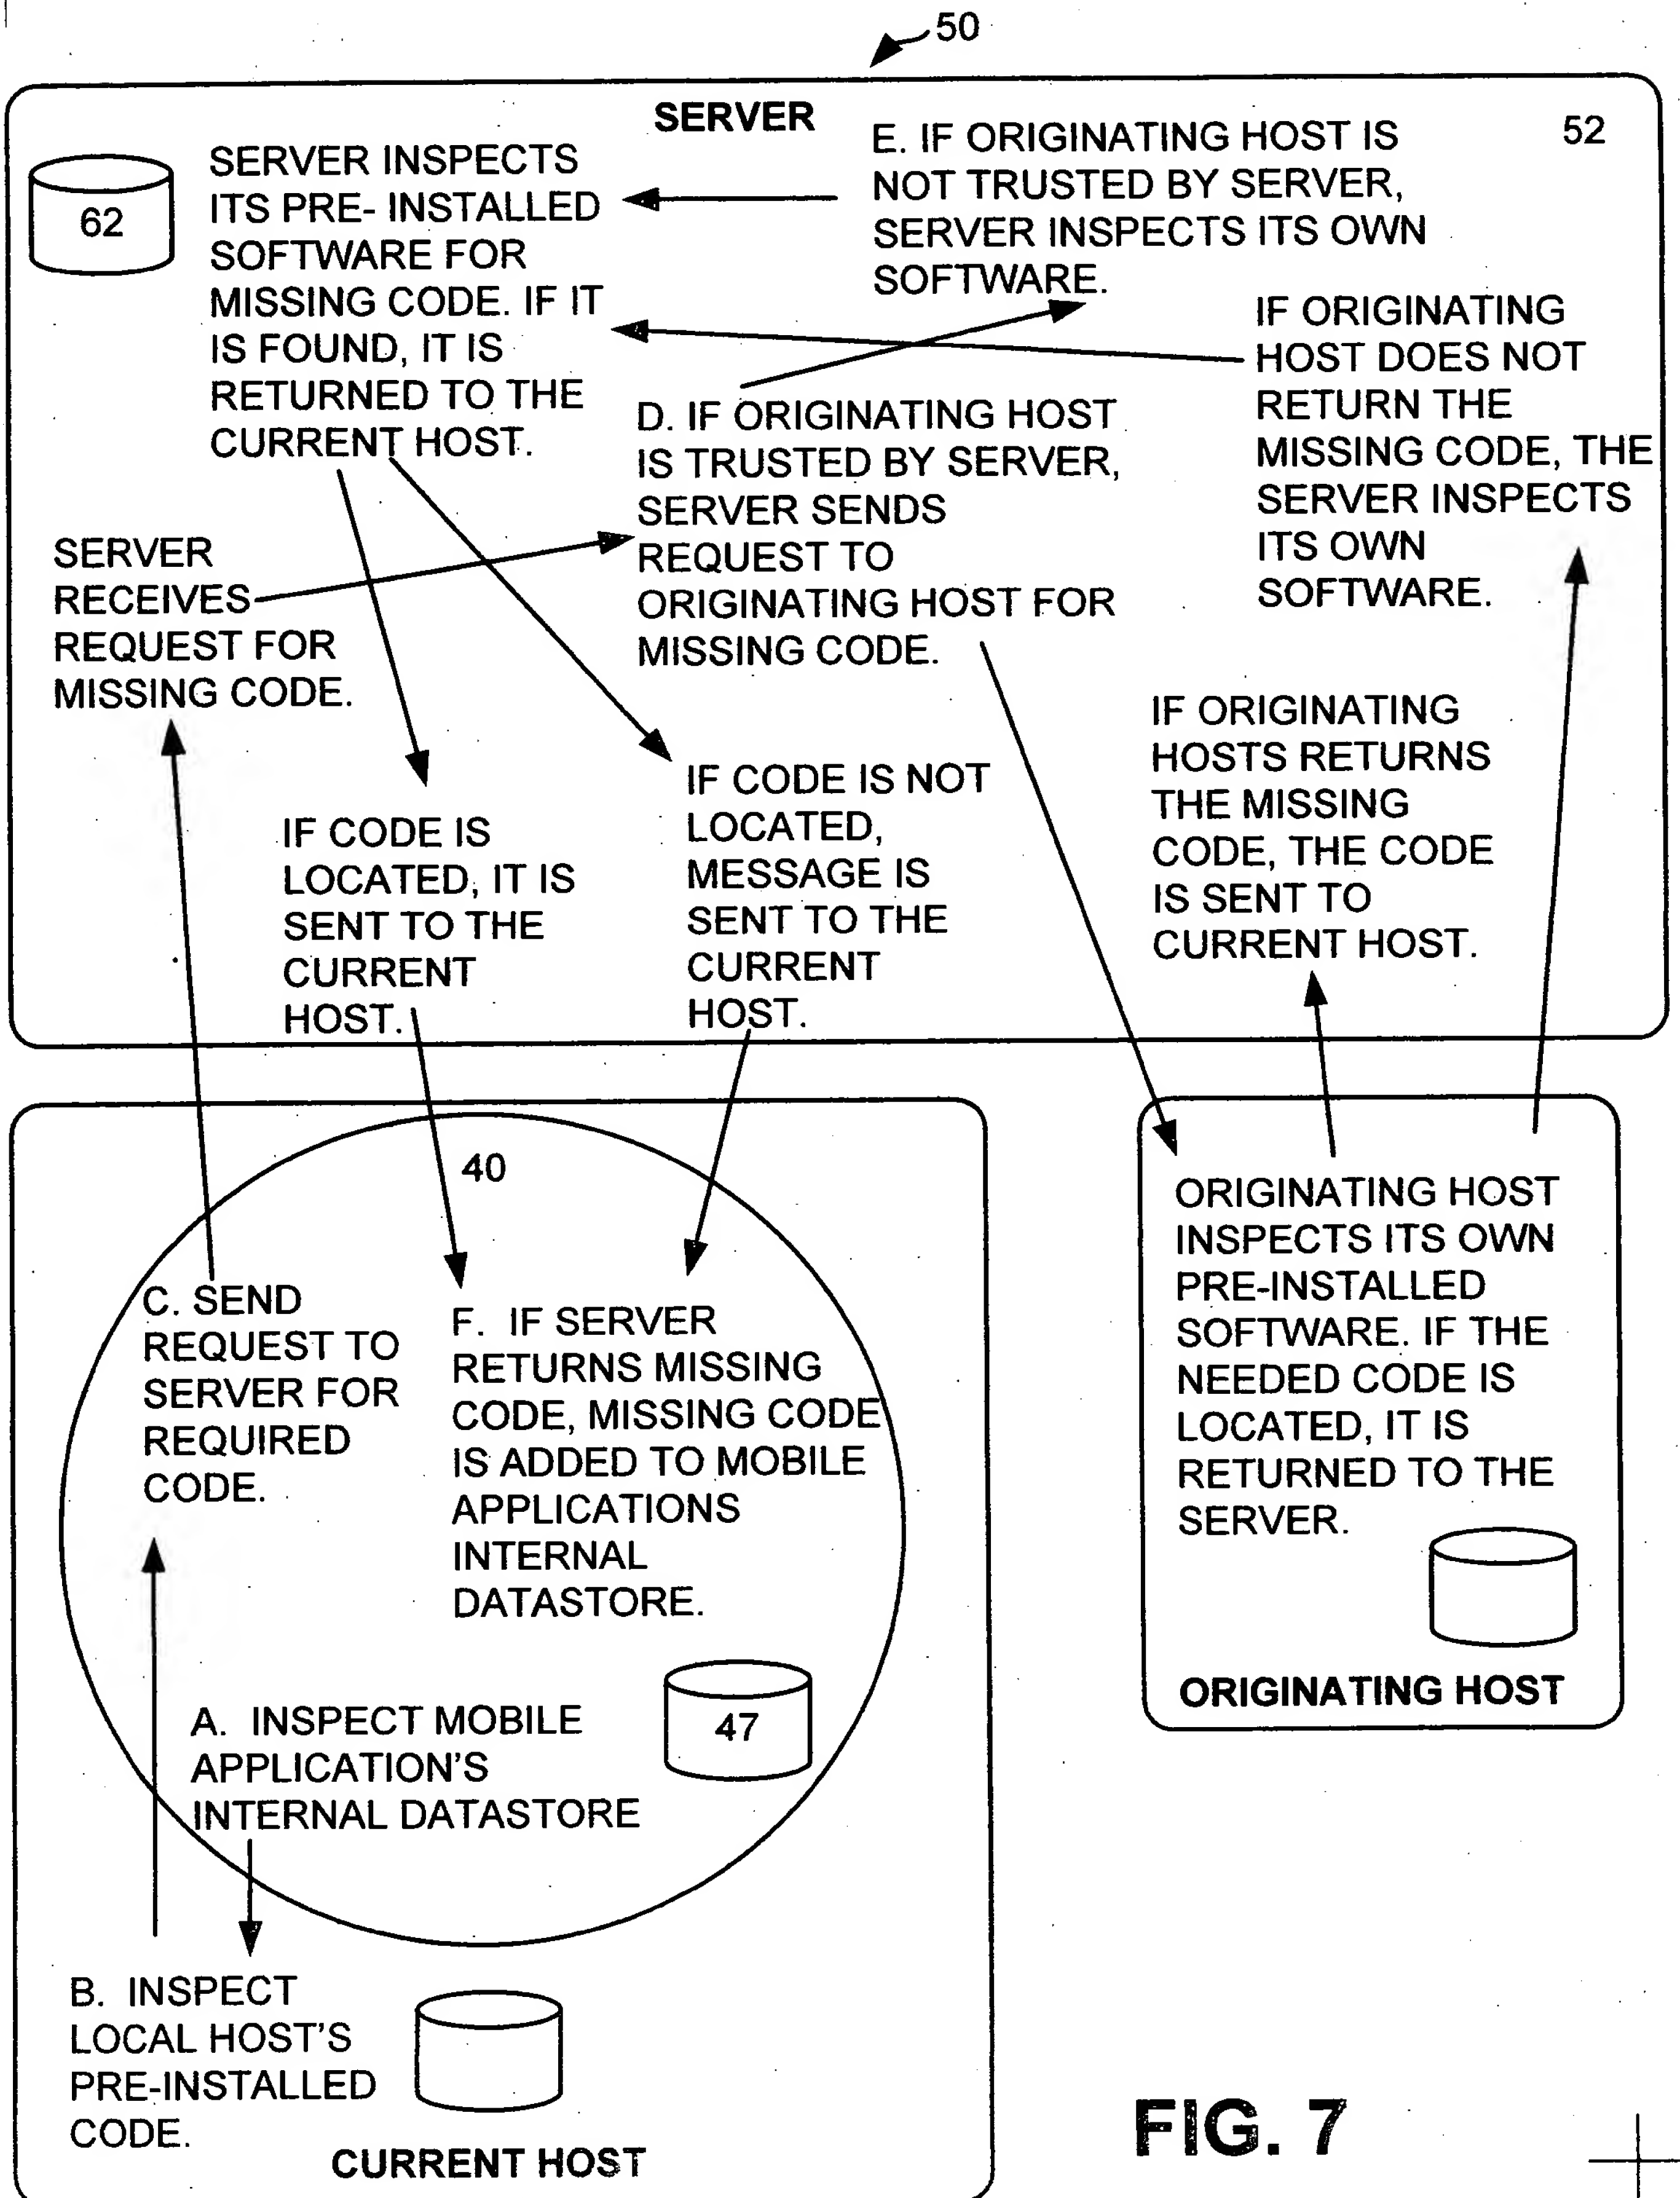 50
SERVER
52
62
SERVER INSPECTS
ITS PRE- INSTALLED
SOFTWARE FOR
MISSING CODE. IF IT
IS FOUND, IT IS
RETURNED TO THE
CURRENT HOST.
E. IF ORIGINATING HOST IS
NOT TRUSTED BY SERVER,
SERVER INSPECTS ITS OWN
SOFTWARE.
IF ORIGINATING
HOST DOES NOT
RETURN THE
MISSING CODE, THE
SERVER INSPECTS
ITS OWN
SOFTWARE.
D. IF ORIGINATING HOST
IS TRUSTED BY SERVER,
SERVER SENDS
REQUEST TO
ORIGINATING HOST FOR
MISSING CODE.
SERVER
RECEIVES
REQUEST FOR
MISSING CODE.
IF CODE IS
LOCATED, IT IS
SENT TO THE
CURRENT
HOST.
IF CODE IS NOT
LOCATED,
MESSAGE IS
SENT TO THE
CURRENT
HOST.
IF ORIGINATING
HOSTS RETURNS
THE MISSING
CODE, THE CODE
IS SENT TO
CURRENT HOST.
40
C. SEND
REQUEST TO
SERVER FOR
REQUIRED
CODE.
F. IF SERVER
RETURNS MISSING
CODE, MISSING CODE
IS ADDED TO MOBILE
APPLICATIONS
INTERNAL
DATASTORE.
47
A. INSPECT MOBILE
APPLICATION'S
INTERNAL DATASTORE
B. INSPECT
LOCAL HOST'S
PRE-INSTALLED
CODE.
CURRENT HOST
ORIGINATING HOST
INSPECTS ITS OWN
PRE-INSTALLED
SOFTWARE. IF THE
NEEDED CODE IS
LOCATED, IT IS
RETURNED TO THE
SERVER.
ORIGINATING HOST
FIG. 7